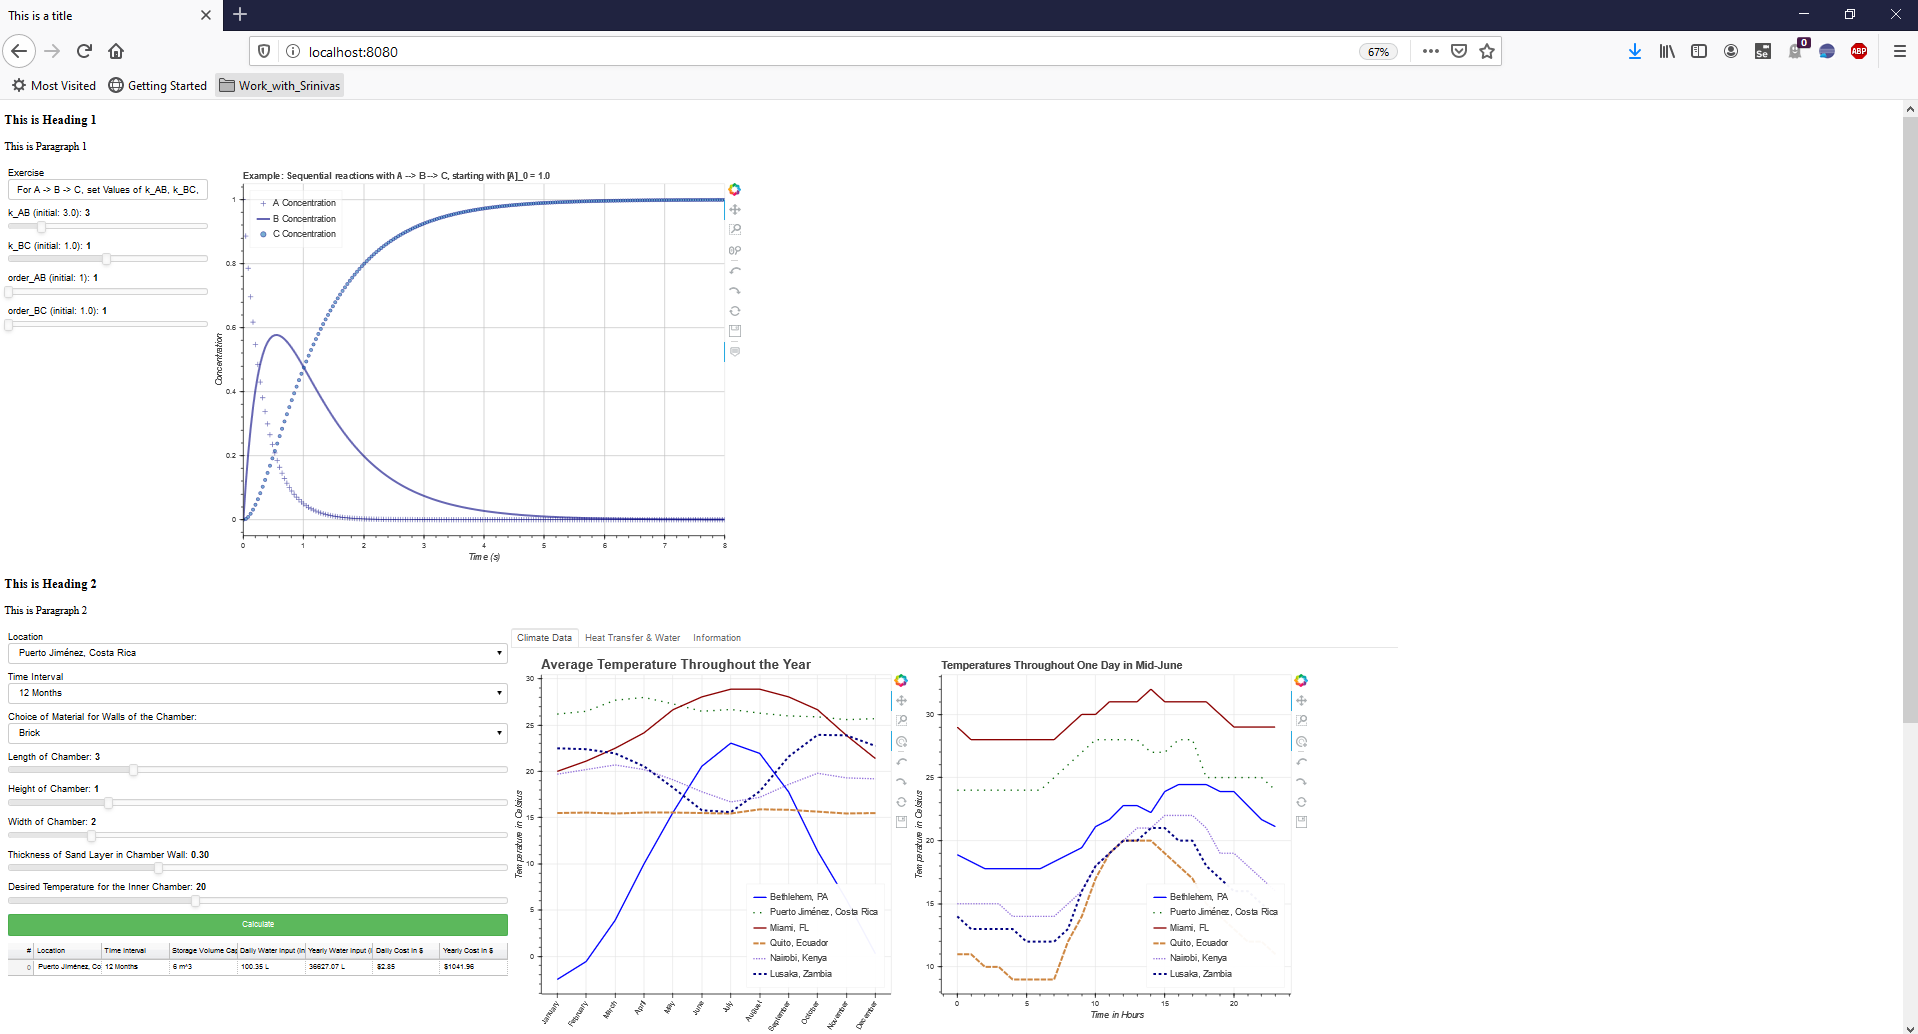 This is a title
localhost:8080
67%
Se
0
ABP
Most Visited
Getting Started
Work_with_Srinivas
This is Heading 1
This is Paragraph 1
Exercise
For A -> B -> C, set Values of k_AB, k_BC,
k_AB (initial: 3.0): 3
k_BC (initial: 1.0): 1
order_AB (initial: 1): 1
order_BC (initial: 1.0): 1
Example: Sequential reactions with A --> B --> C, starting with [A]_0 = 1.0
A Concentration
B Concentration
C Concentration
Concentration
1
0.8
0.6
0.4
0.2
0
0 1 2 3 4 5 6 7 8
Time (s)
This is Heading 2
This is Paragraph 2
Location
Puerto Jiménez, Costa Rica
Time Interval
12 Months
Choice of Material for Walls of the Chamber:
Brick
Length of Chamber: 3
Height of Chamber: 1
Width of Chamber: 2
Thickness of Sand Layer in Chamber Wall: 0.30
Desired Temperature for the Inner Chamber: 20
Calculate
# Location Time Interval Storage Volume Cap Daily Water Input (in Yearly Water Input (i Daily Cost in $ Yearly Cost in $
0 Puerto Jiménez, Co 12 Months 6 m^3 100.35 L 36627.07 L $2.85 $1041.96
Climate Data Heat Transfer & Water Information
Average Temperature Throughout the Year
Temperature in Celsius
30
25
20
15
10
5
0
Bethlehem, PA
Puerto Jiménez, Costa Rica
Miami, FL
Quito, Ecuador
Nairobi, Kenya
Lusaka, Zambia
January February March April May June July August September October November December
Temperatures Throughout One Day in Mid-June
Temperature in Celsius
30
25
20
15
10
Bethlehem, PA
Puerto Jiménez, Costa Rica
Miami, FL
Quito, Ecuador
Nairobi, Kenya
Lusaka, Zambia
0 5 10 15 20
Time in Hours